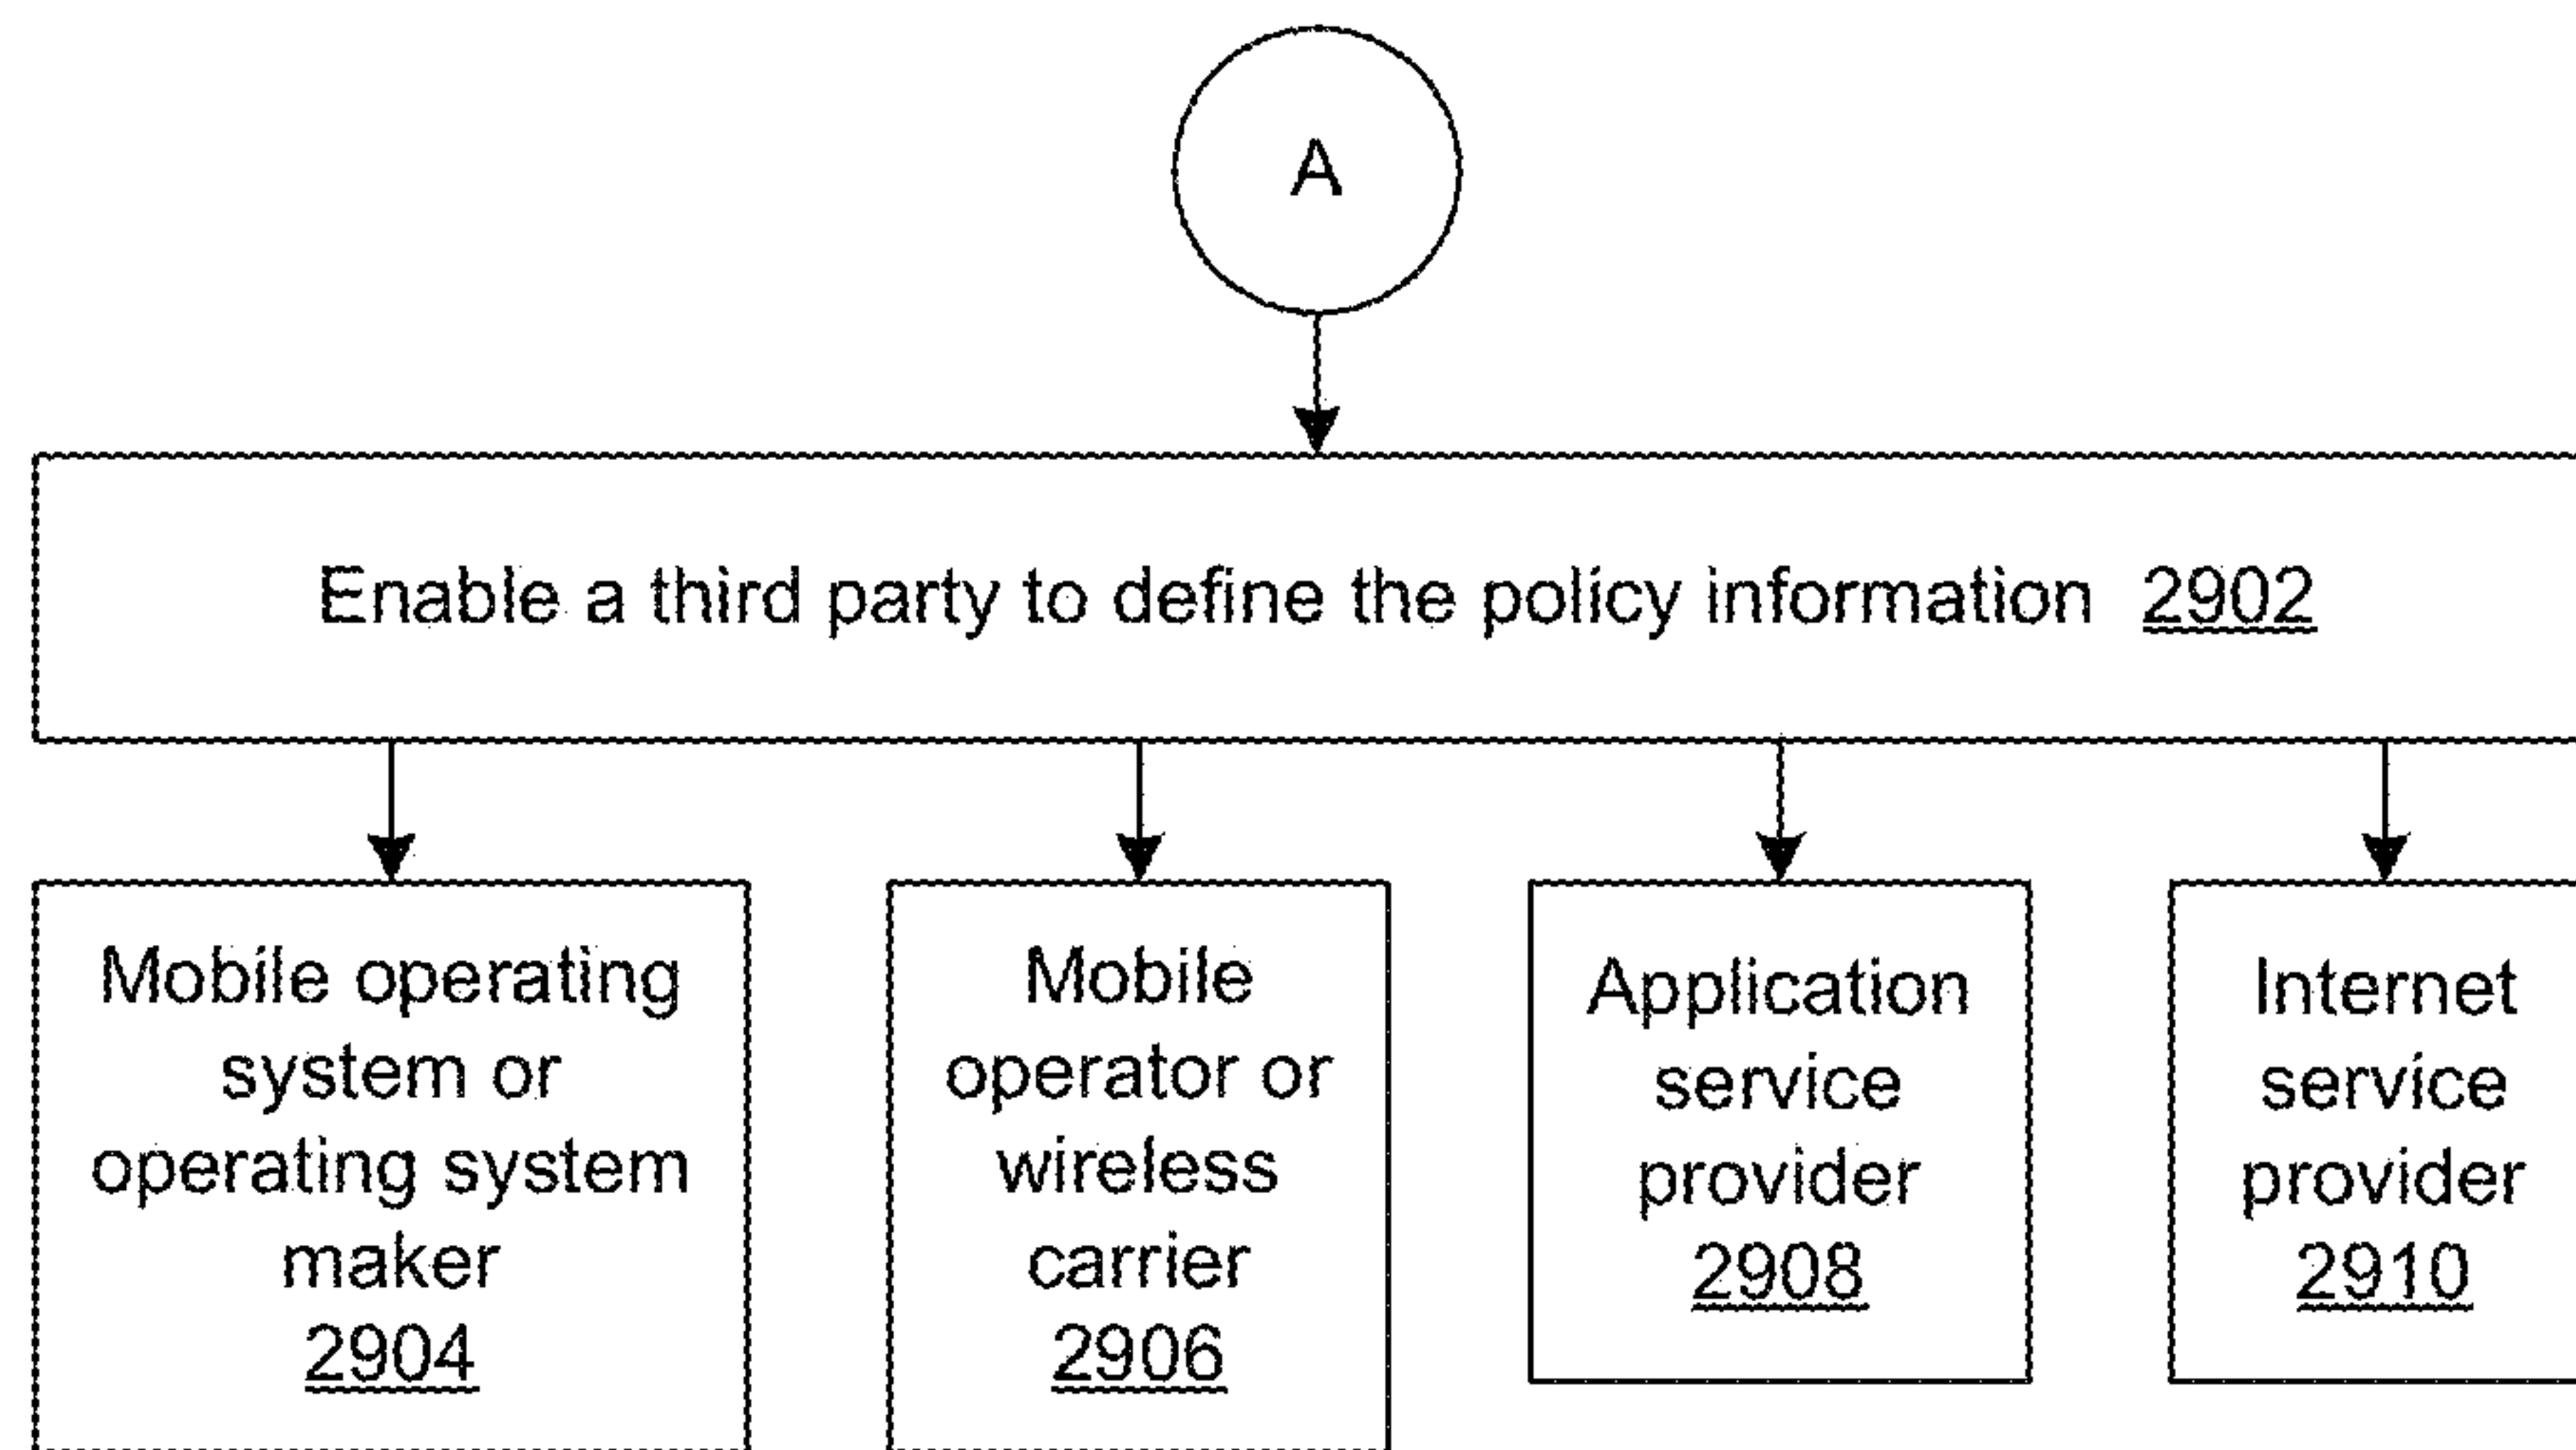 A
Enable a third party to define the policy information 2902
Mobile operating
system or
operating system
maker
2904
Mobile
operator or
wireless
carrier
2906
Application
service
provider
2908
Internet
service
provider
2910